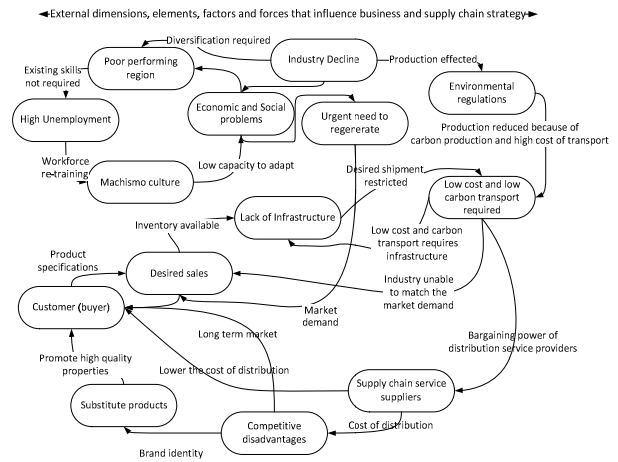 External dimensions, elements, factors and forces that influence business and supply chain strategy
Diversification required
Industry Decline
Production effected
Poor performing
region
Existing skills
not required
Environmental
regulations
Economic and Social
problems
High Unemployment
Urgent need to
regererate
Production reduced because of
carbon production and high cost of transport
Workforce
re-training
Low capacity to adapt
Machismo culture
Desired shipment
restricted
Low cost and low
carbon transport
required
Lack of Infrastructure
Inventory available
Low cost and carbon
transport requires
infrastructure
Product
specifications
Desired sales
Industry unable
to match the
market demand
Customer (buyer)
Market
demand
Long term market
Bargaining power of
distribution service providers
Promote high quality
properties
Lower the cost of distribution
Supply chain service
suppliers
Substitute products
Competitive
disadvantages
Cost of distribution
Brand identity